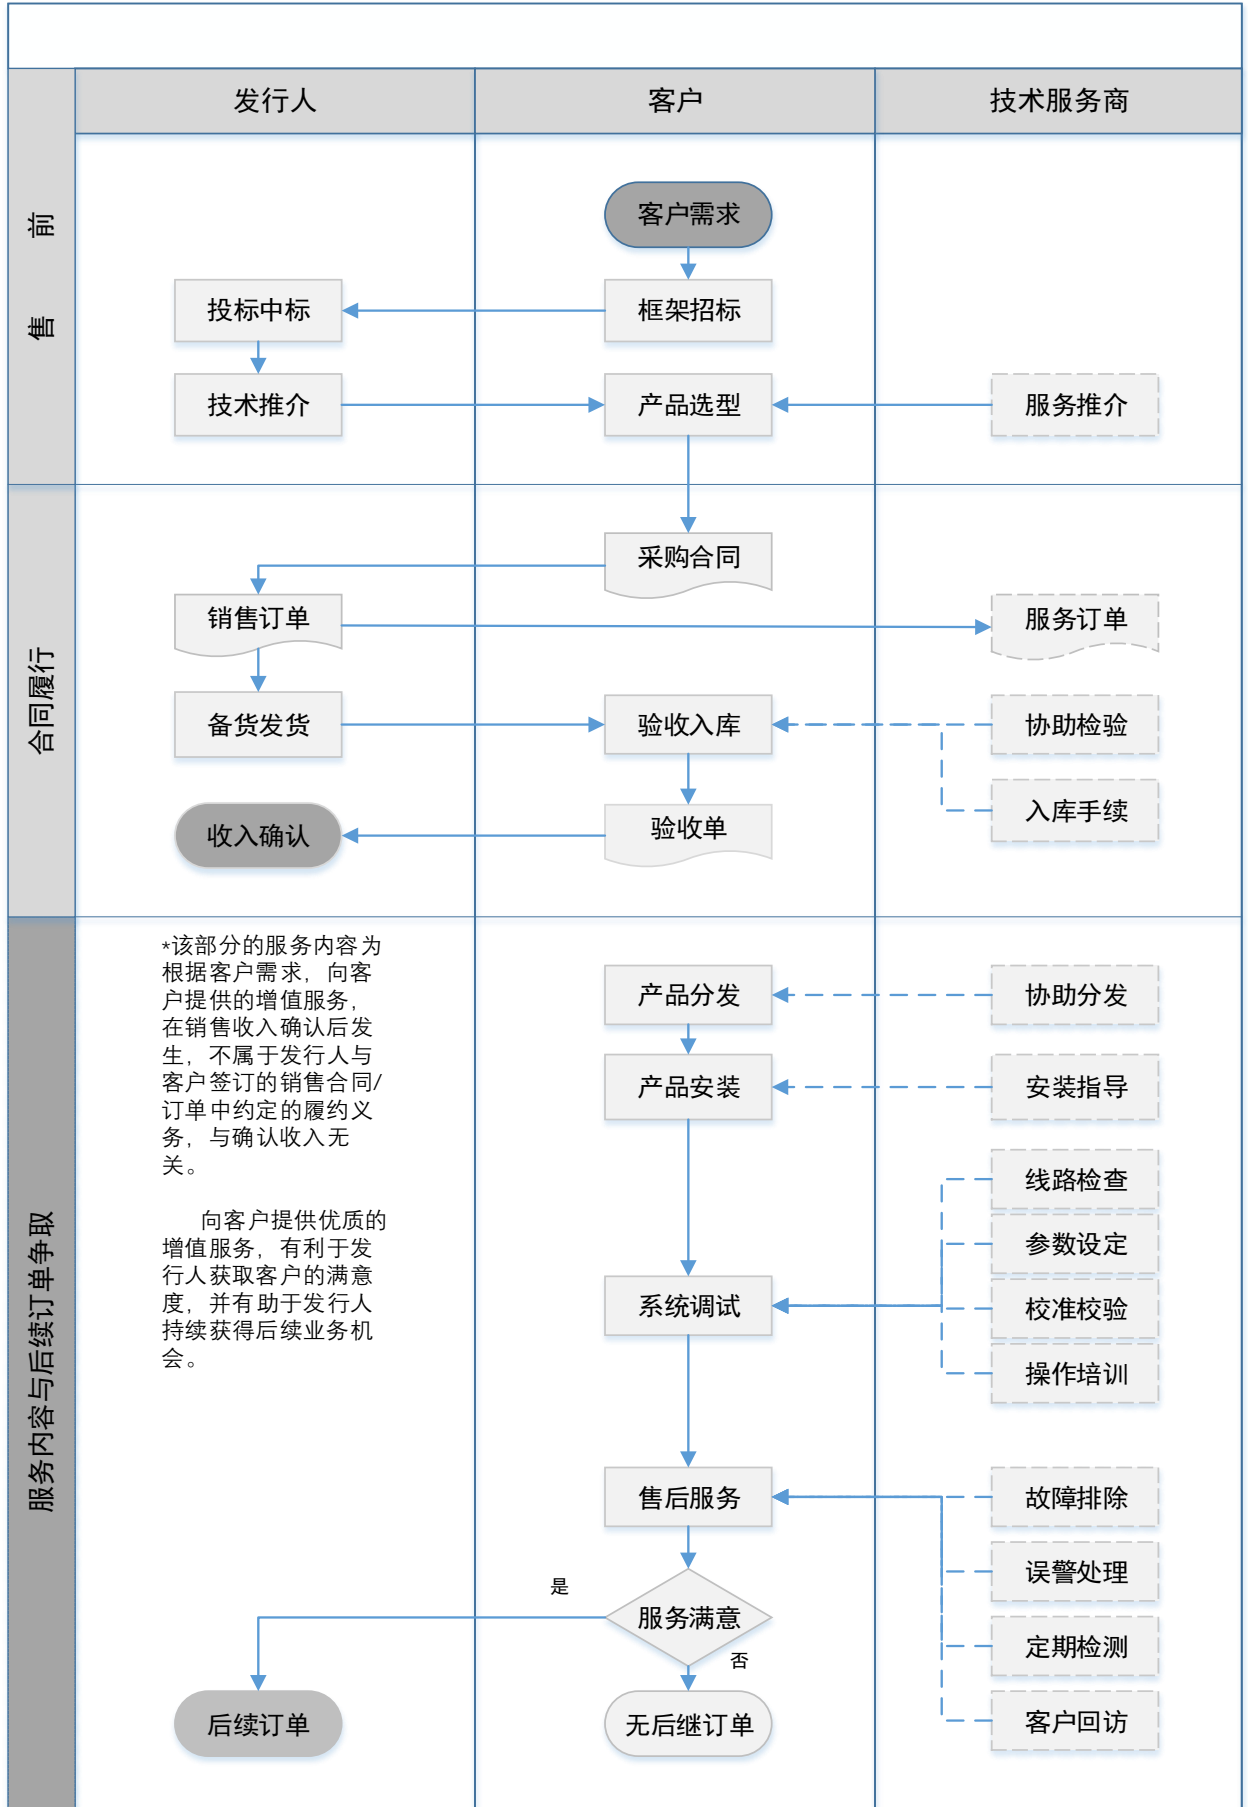 发行人
客户
技术服务商
售前
客户需求
投标中标
框架招标
技术推介
产品选型
服务推介
合同履行
采购合同
销售订单
服务订单
备货发货
验收入库
协助检验
入库手续
收入确认
验收单
服务内容与后续订单争取
*该部分的服务内容为
根据客户需求，向客
户提供的增值服务，
在销售收入确认后发
生，不属于发行人与
客户签订的销售合同/
订单中约定的履约义
务，与确认收入无
关。
向客户提供优质的
增值服务，有利于发
行人获取客户的满意
度，并有助于发行人
持续获得后续业务机
会。
产品分发
协助分发
产品安装
安装指导
线路检查
参数设定
系统调试
校准校验
操作培训
售后服务
故障排除
误警处理
是
服务满意
否
定期检测
后续订单
无后继订单
客户回访